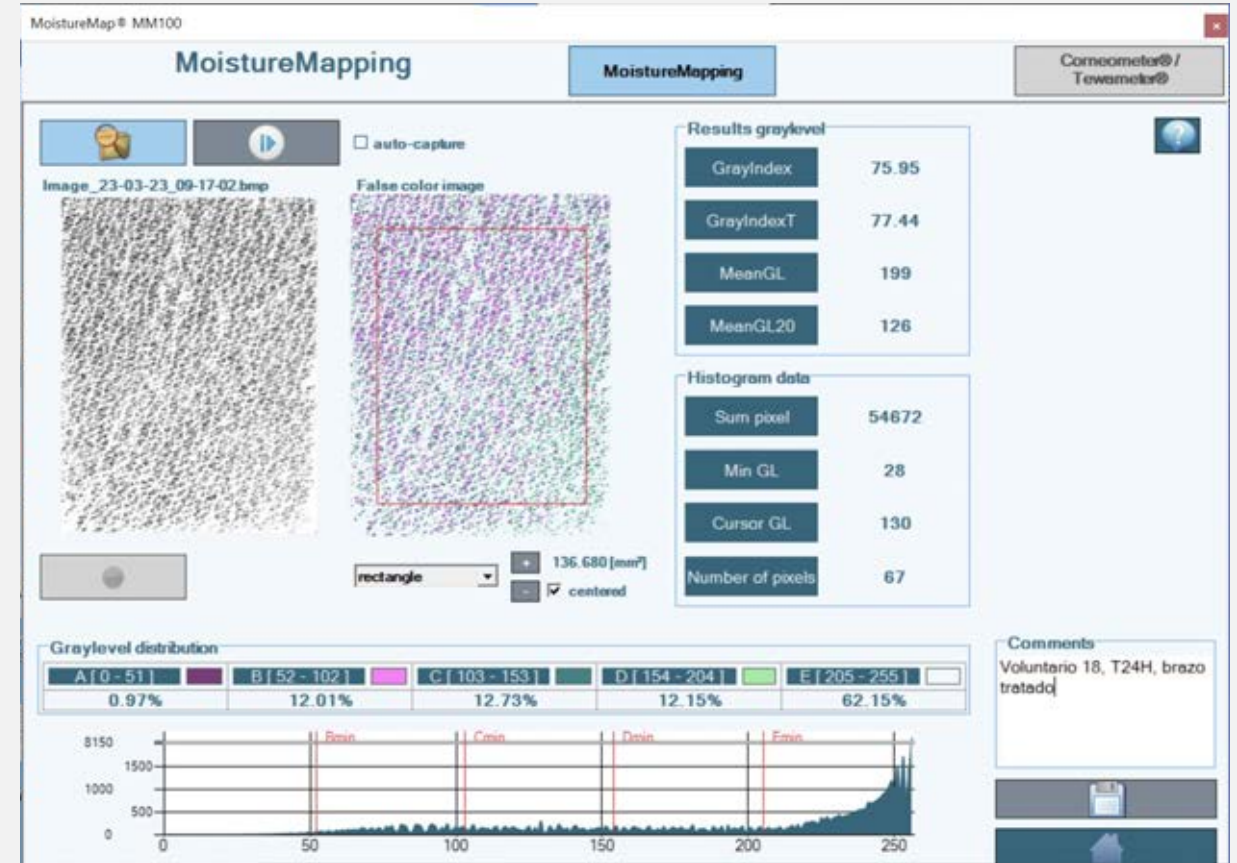 MoistureMap® MM100
MoistureMapping
MoistureMapping
Corneometer® /
Tewameter®
auto-capture
Image_23-03-23_09-17-02.bmp
False color image
rectangle
+
-
136.680 [mm²]
centered
Results graylevel
GrayIndex 75.95
GrayIndexT 77.44
MeanGL 199
MeanGL20 126
Histogram data
Sum pixel 54672
Min GL 28
Cursor GL 130
Number of pixels 67
?
Graylevel distribution
A [ 0 - 51 ] B [ 52 - 102 ] C [ 103 - 153 ] D [ 154 - 204 ] E [ 205 - 255 ]
0.97% 12.01% 12.73% 12.15% 62.15%
Bmin Cmin Dmin Emin
8150
1500
1000
500
0
0 50 100 150 200 250
Comments
Voluntario 18, T24H, brazo
tratado